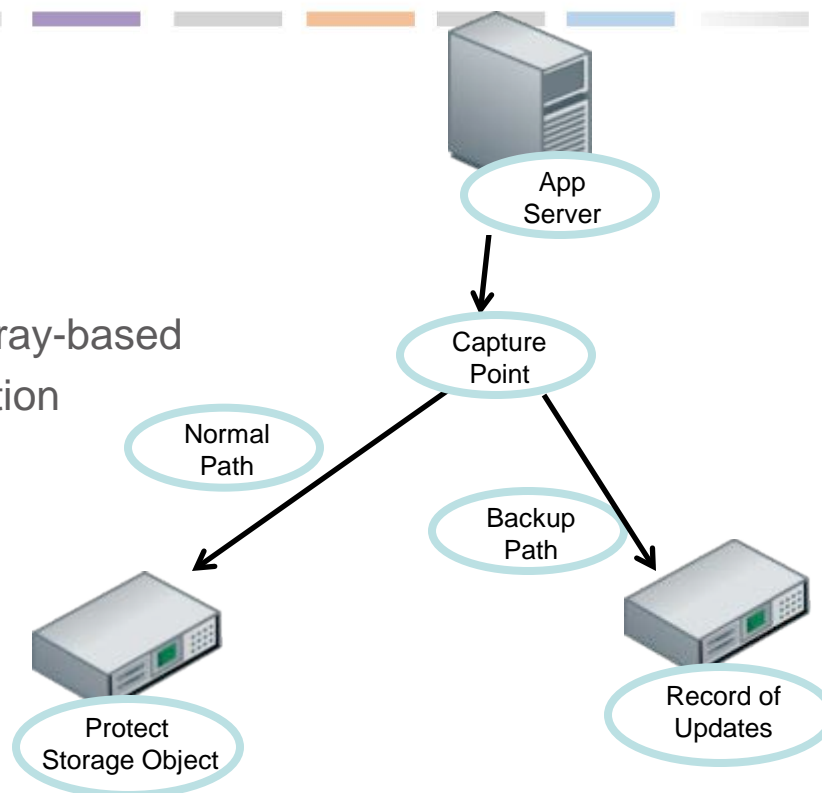 App
Server
ray-based
Capture
Point
tion
Normal
Path
Backup
Path
Protect
Storage Object
Record of
Updates